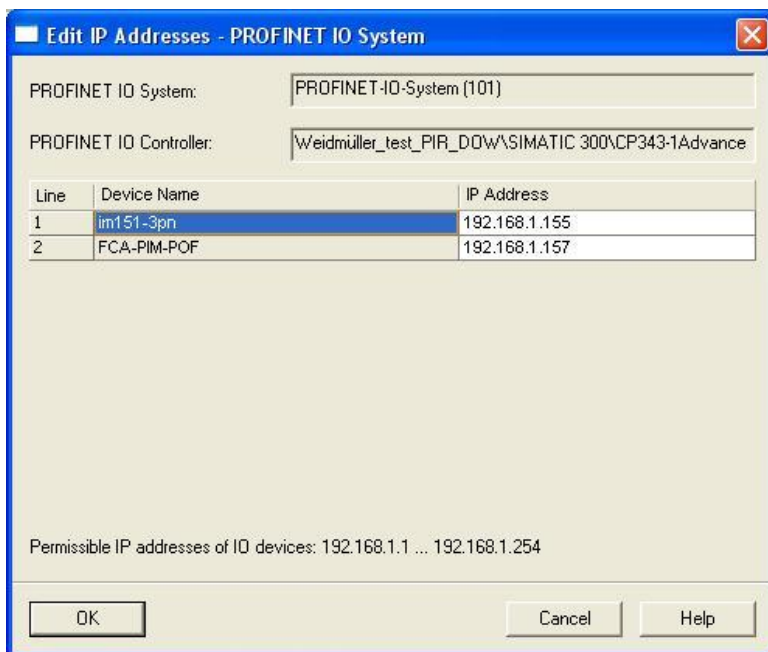 Edit IP Addresses - PROFINET IO System
PROFINET IO System: PROFINET-IO-System (101)
PROFINET IO Controller: Weidmüller_test_PIR_DOW\SIMATIC 300\CP343-1Advance
Line Device Name IP Address
1 im151-3pn 192.168.1.155
2 FCA-PIM-POF 192.168.1.157
Permissible IP addresses of IO devices: 192.168.1.1 ... 192.168.1.254
OK Cancel Help